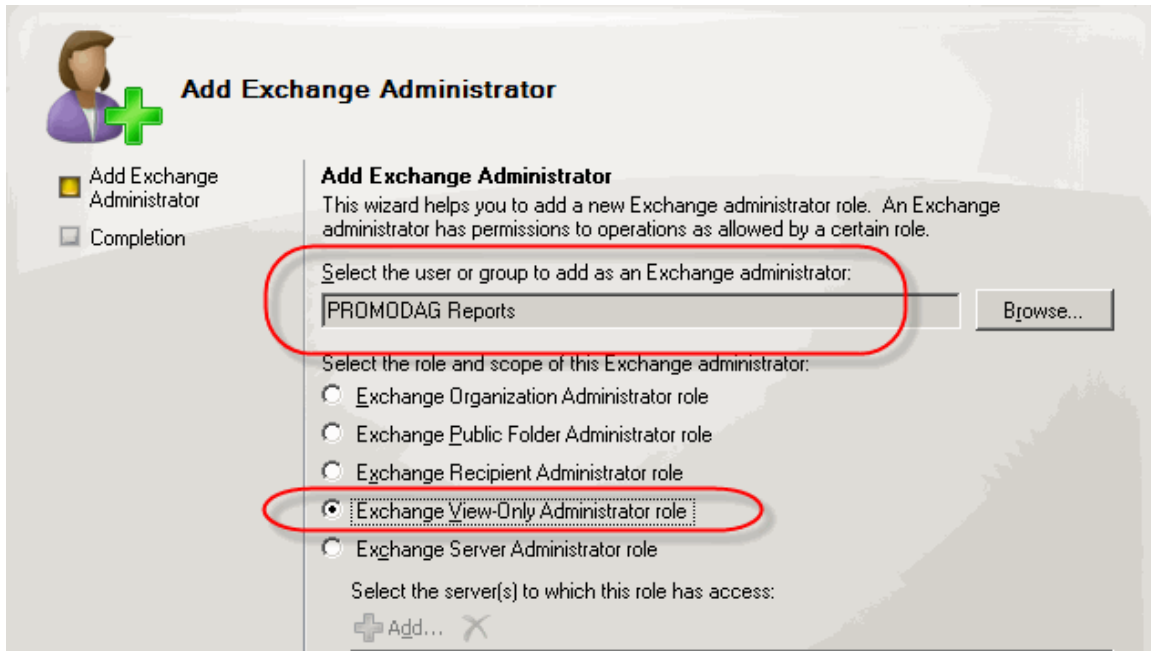 Add Exchange Administrator
Add Exchange
Administrator
Completion
Add Exchange Administrator
This wizard helps you to add a new Exchange administrator role. An Exchange
administrator has permissions to operations as allowed by a certain role.
Select the user or group to add as an Exchange administrator:
PROMODAG Reports
Browse...
Select the role and scope of this Exchange administrator:
Exchange Organization Administrator role
Exchange Public Folder Administrator role
Exchange Recipient Administrator role
Exchange View-Only Administrator role
Exchange Server Administrator role
Select the server(s) to which this role has access:
Add...